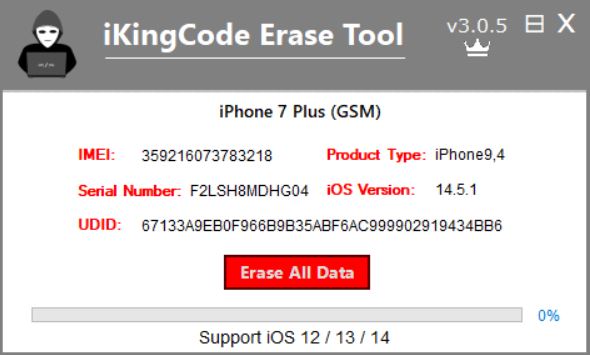 iKingCode Erase Tool
v3.0.5
X
iPhone 7 Plus (GSM)
IMEI: 359216073783218 Product Type: iPhone9,4
Serial Number: F2LSH8MDHG04 iOS Version: 14.5.1
UDID: 67133A9EB0F966B9B35ABF6AC999902919434BB6
Erase All Data
0%
Support iOS 12 / 13 / 14